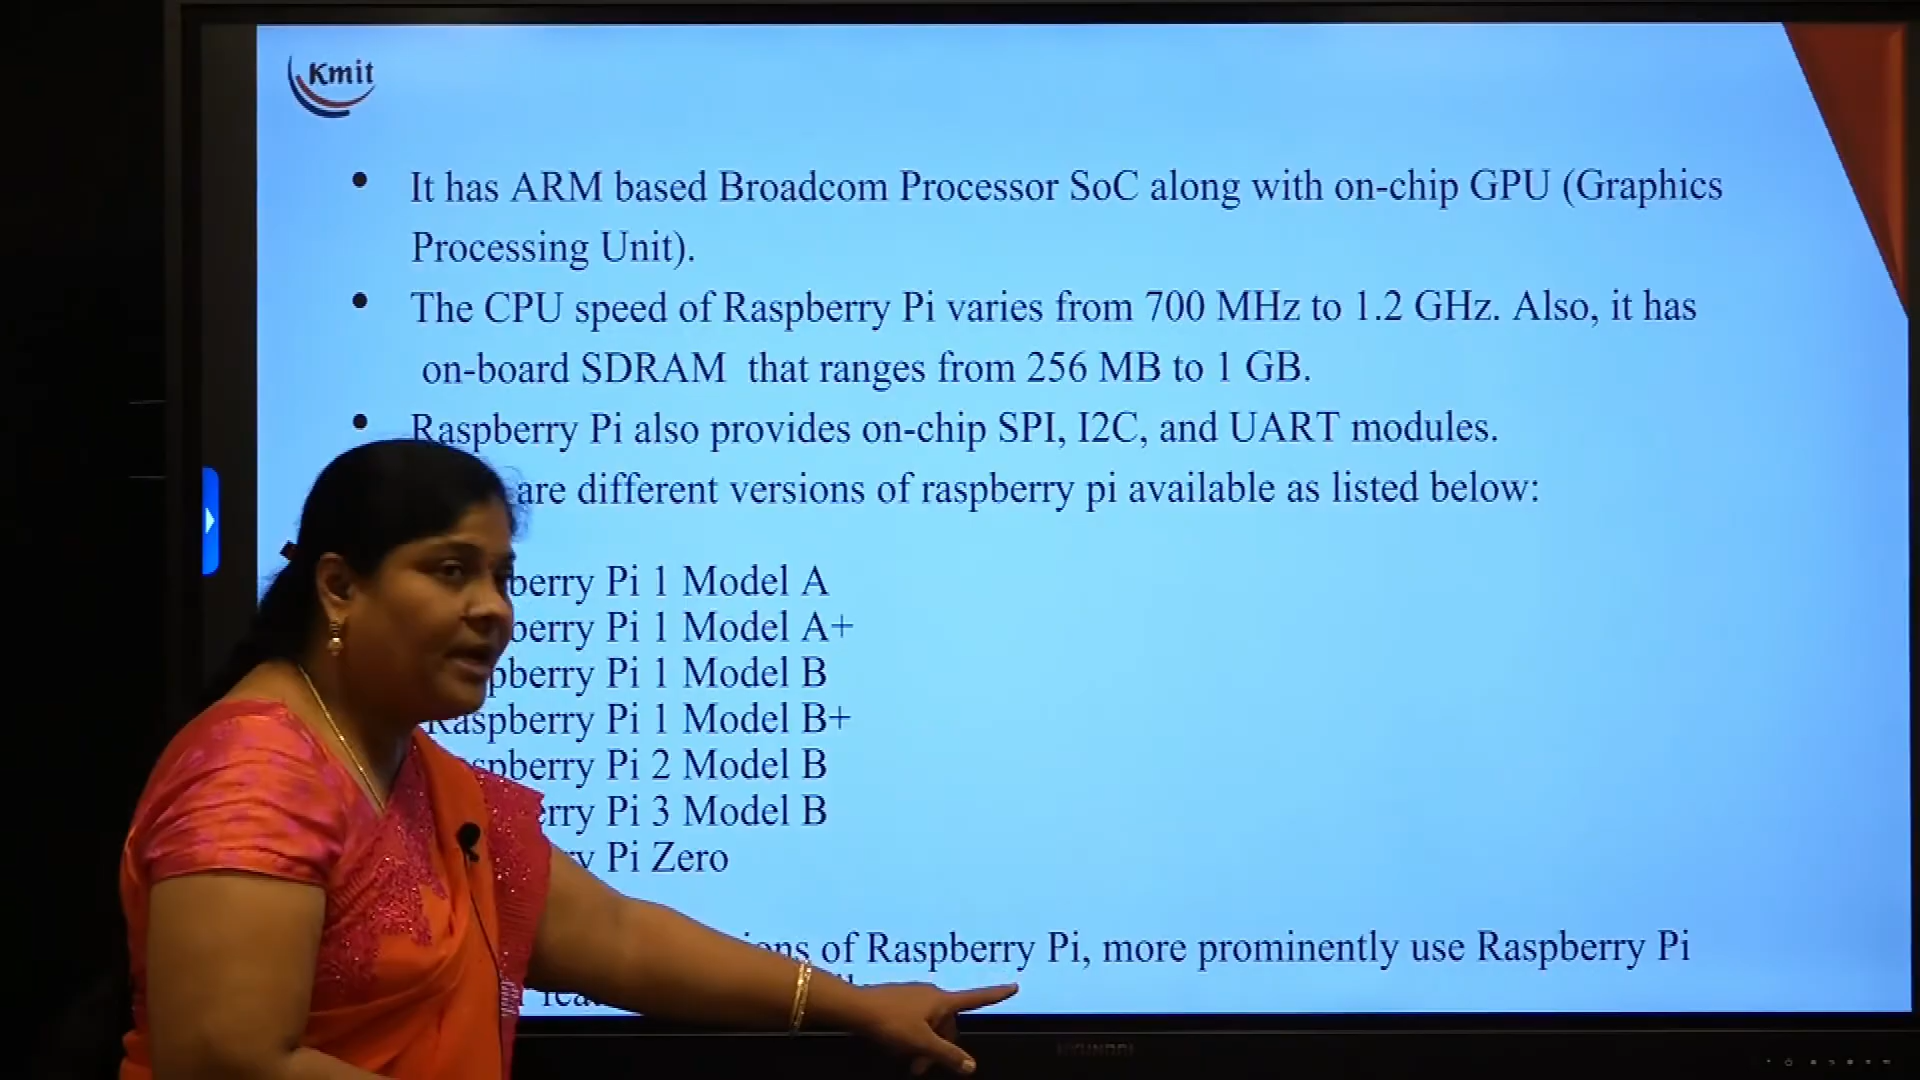 Kmit
• It has ARM based Broadcom Processor SoC along with on-chip GPU (Graphics
Processing Unit).
• The CPU speed of Raspberry Pi varies from 700 MHz to 1.2 GHz. Also, it has
on-board SDRAM that ranges from 256 MB to 1 GB.
• Raspberry Pi also provides on-chip SPI, I2C, and UART modules.
are different versions of raspberry pi available as listed below:
berry Pi 1 Model A
berry Pi 1 Model A+
pberry Pi 1 Model B
Raspberry Pi 1 Model B+
spberry Pi 2 Model B
erry Pi 3 Model B
Pi Zero
ons of Raspberry Pi, more prominently use Raspberry Pi
HYUNDAI